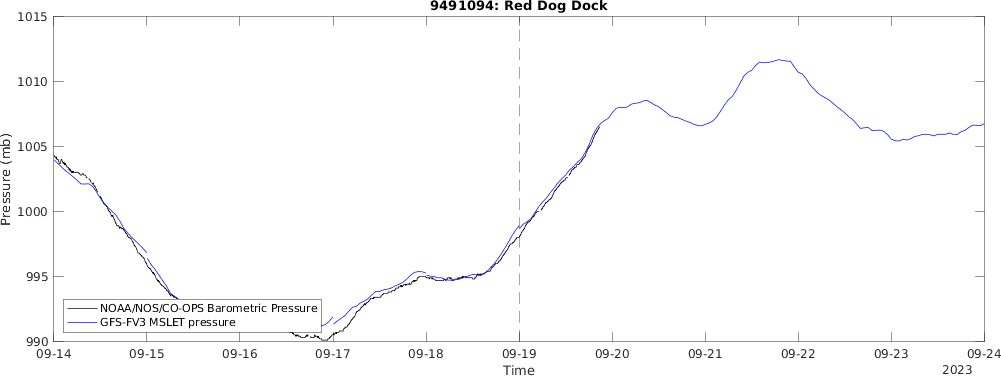 9491094: Red Dog Dock
1015
1010
1005
1000
995
990
Pressure (mb)
NOAA/NOS/CO-OPS Barometric Pressure
GFS-FV3 MSLET pressure
09-14 09-15 09-16 09-17 09-18 09-19 09-20 09-21 09-22 09-23 09-24
Time
2023